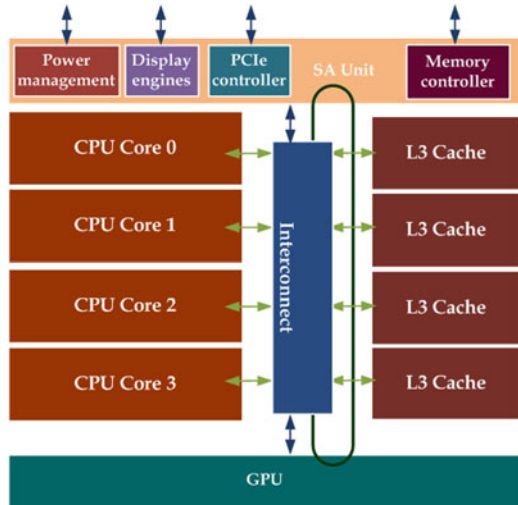 Power
management
Display
engines
PCIe
controller
SA Unit
Memory
controller
CPU Core 0
L3 Cache
CPU Core 1
L3 Cache
Interconnect
CPU Core 2
L3 Cache
CPU Core 3
L3 Cache
GPU